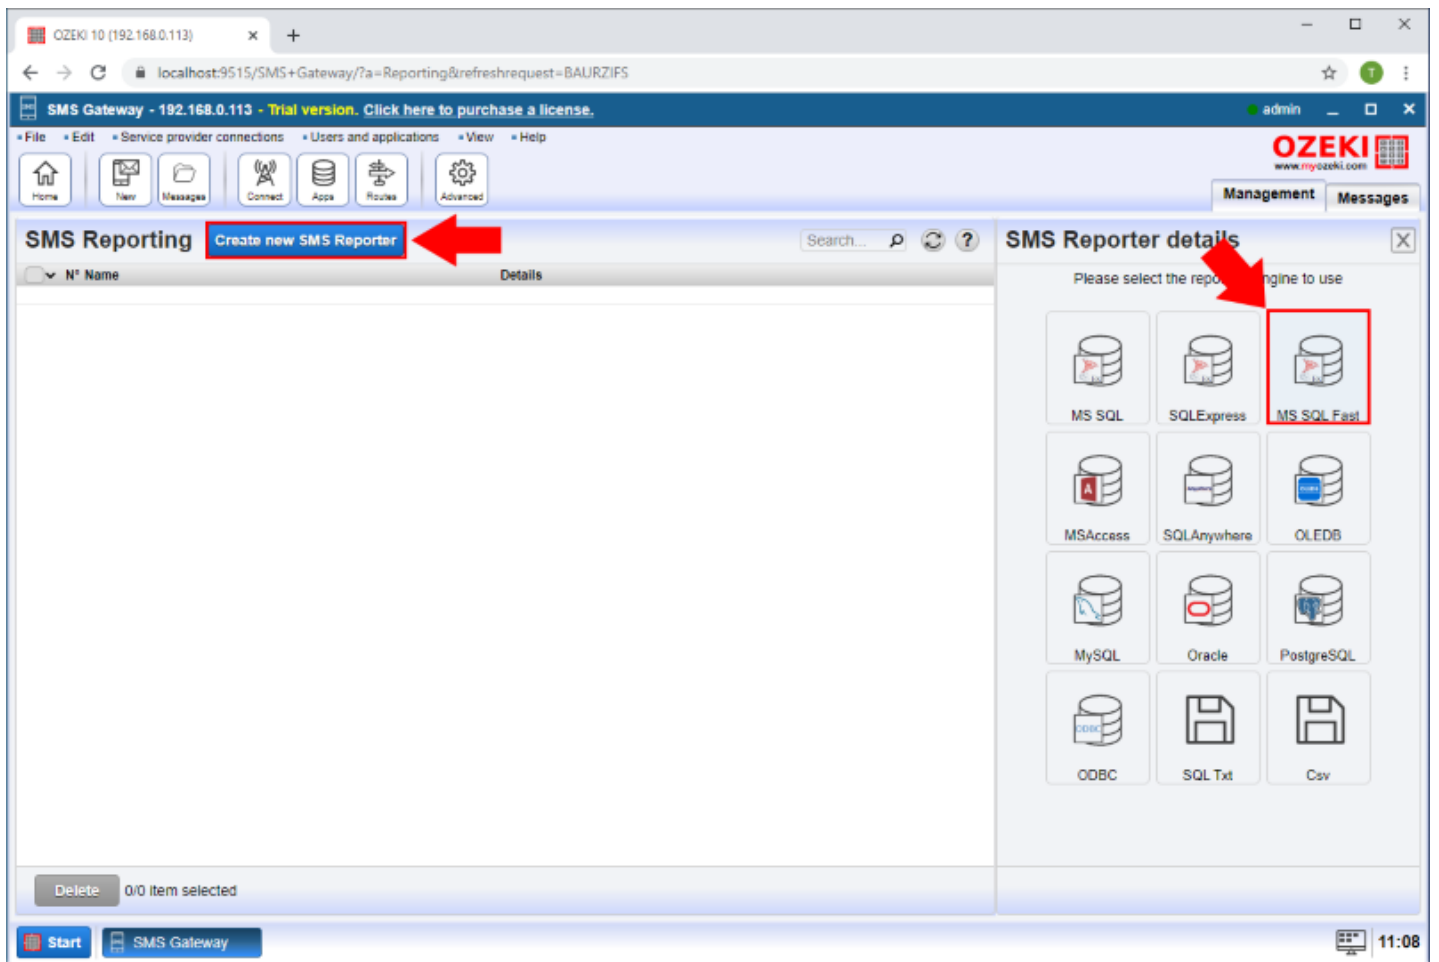 OZEKI 10 (192.168.0.113)
localhost:9515/SMS+Gateway/?a=Reporting&refreshrequest=BAURZIFS
T
SMS Gateway - 192.168.0.113 - Trial version. Click here to purchase a license.
admin
File Edit Service provider connections Users and applications View Help
OZEKI
www.myozeki.com
Home New Messages Connect Apps Routes Advanced
Management Messages
SMS Reporting Create new SMS Reporter Search... ?
N° Name Details
SMS Reporter details
Please select the ngine to use
MS SQL SQLExpress MS SQL Fast
MSAccess SQLAnywhere OLEDB
MySQL Oracle PostgreSQL
ODBC
ODBC SQL Txt Csv
Delete 0/0 item selected
Start SMS Gateway 11:08